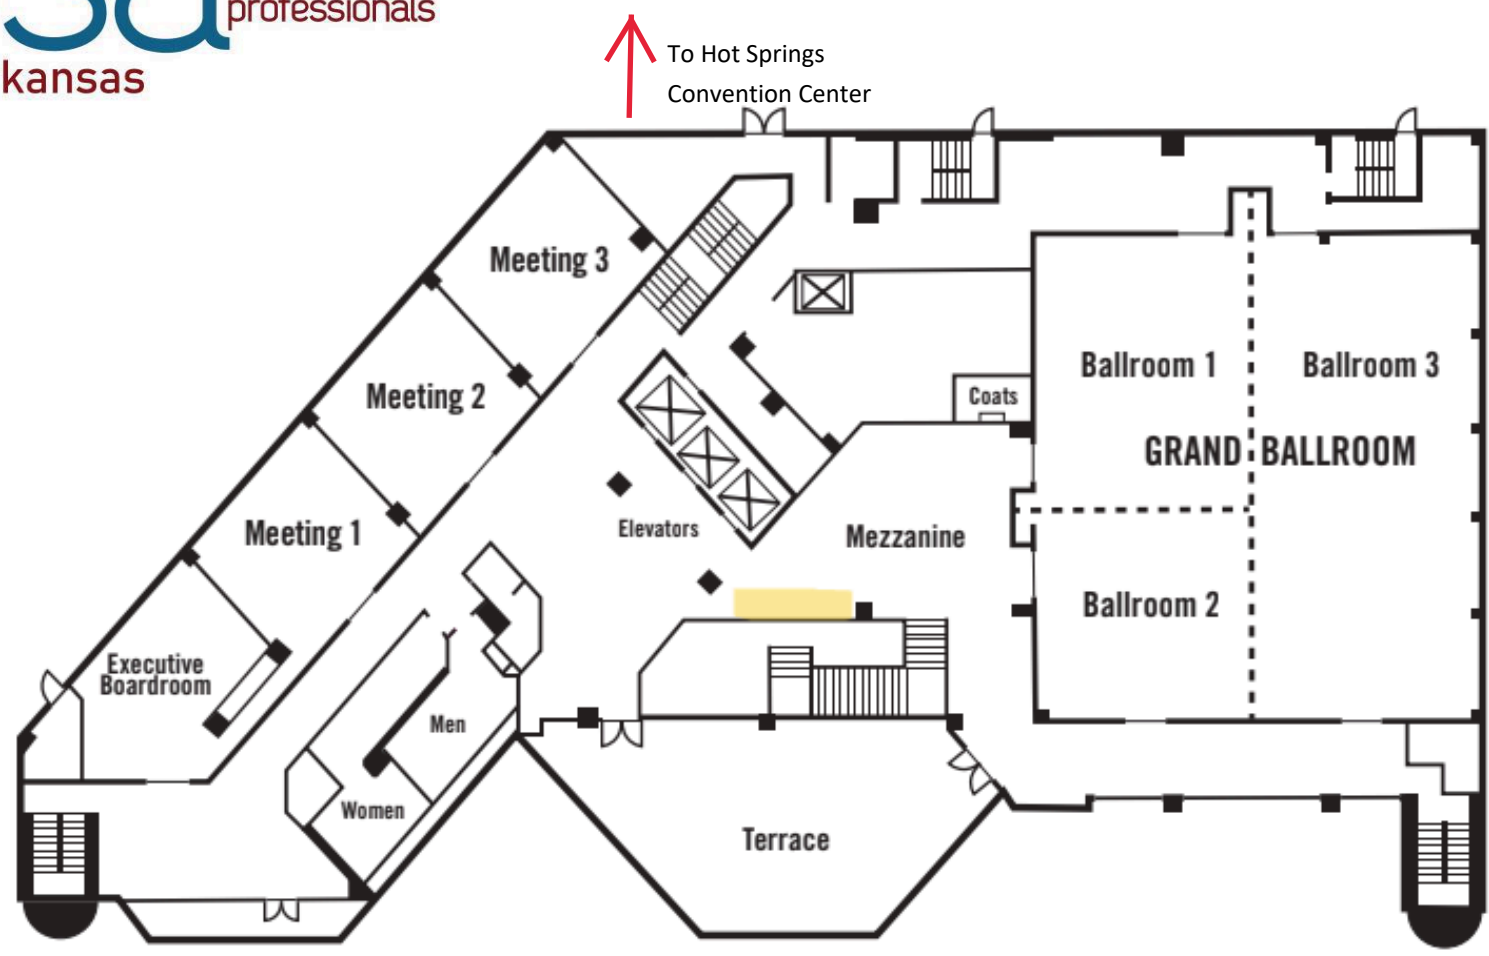 professionals
kansas
To Hot Springs
Convention Center
Meeting 3
Meeting 2
Meeting 1
Executive
Boardroom
Men
Women
Elevators
Mezzanine
Coats
Ballroom 1
Ballroom 3
GRAND BALLROOM
Ballroom 2
Terrace